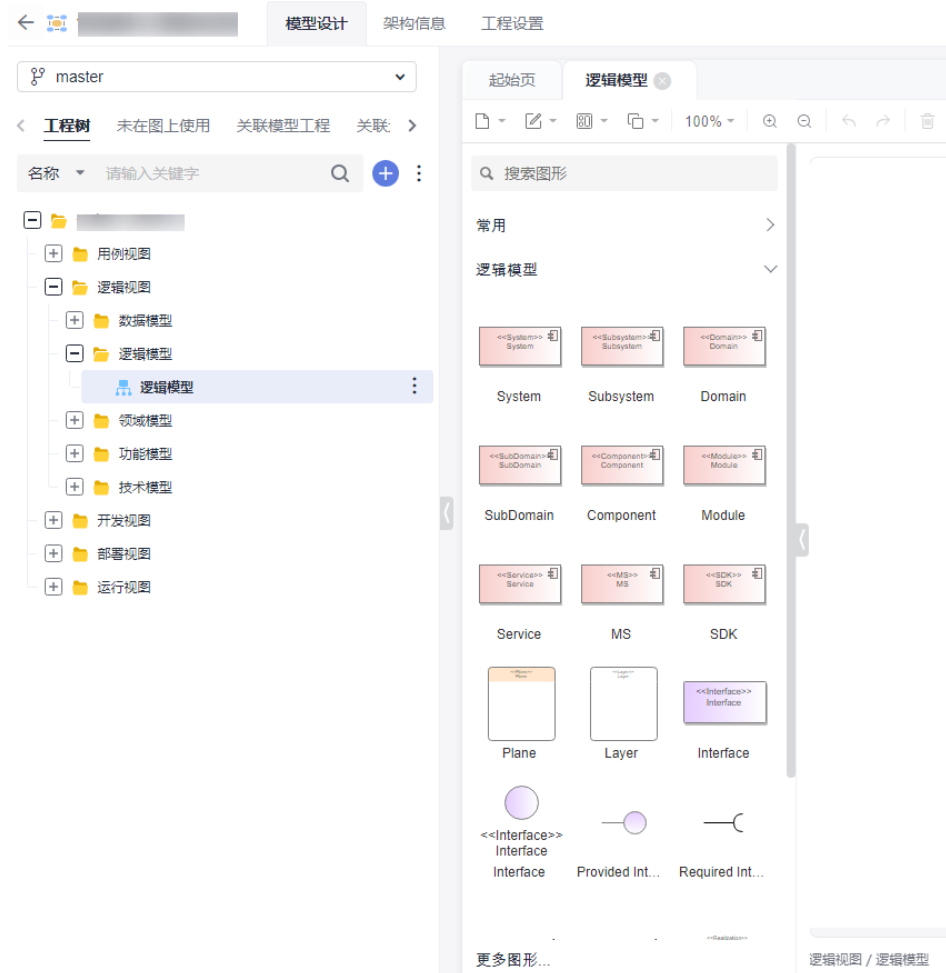 模型设计 架构信息 工程设置
master
起始页 逻辑模型
工程树 未在图上使用 关联模型工程
100%
名称 请输入关键字
搜索图形
用例视图
逻辑视图
数据模型
逻辑模型
逻辑模型
领域模型
功能模型
技术模型
开发视图
部署视图
运行视图
常用
逻辑模型
<<System>> <<Subsystem>> <<Domain>>
System Subsystem Domain
System Subsystem Domain
<<SubDomain>> <<Component>> <<Module>>
SubDomain Component Module
SubDomain Component Module
<<Service>> <<MS>> <<SDK>>
Service MS SDK
Service MS SDK
<<Plane>> <<Layer>>
Plane Layer
<<Interface>>
Interface
Plane Layer Interface
<<Interface>>
Interface
Interface Provided Int... Required Int...
<<Realization>>
更多图形...
逻辑视图 / 逻辑模型